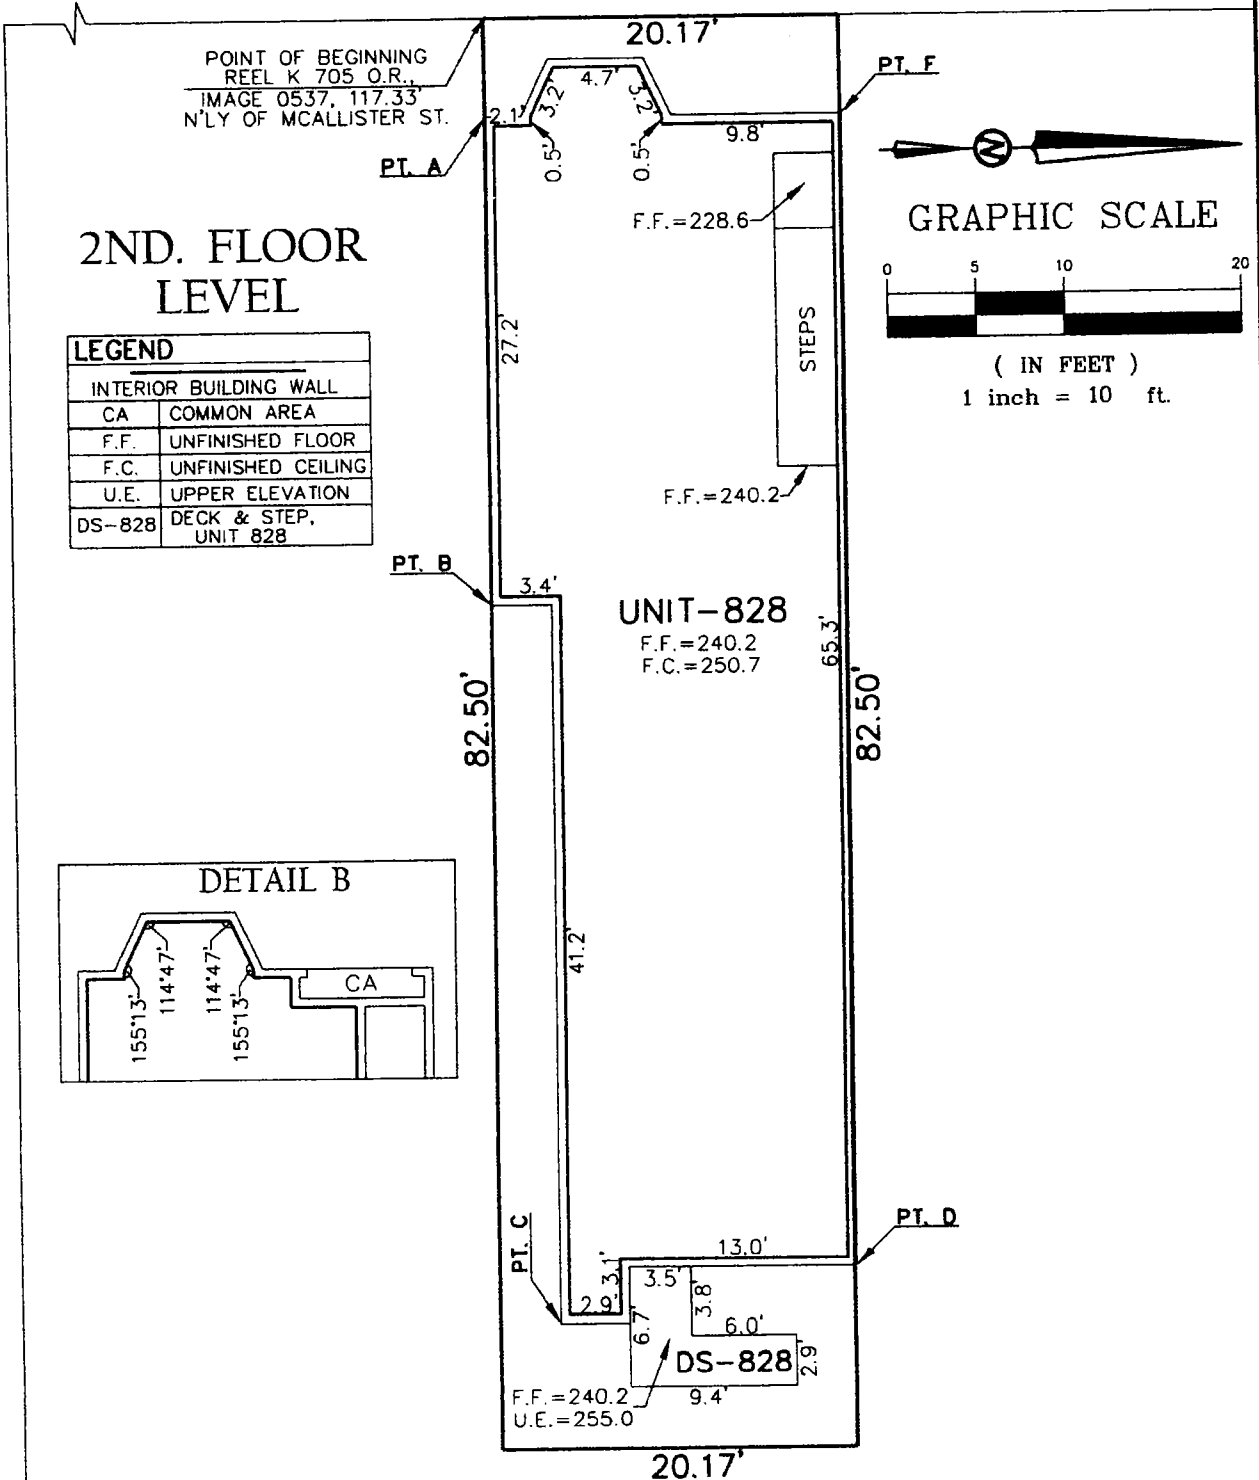 20.17'
POINT OF BEGINNING
REEL K 705 O.R.,
IMAGE 0537, 117.33'
N'LY OF MCALLISTER ST.
PT. A
PT. F
4.7'
3.2'
3.2'
2.1'
0.5'
0.5'
9.8'
N
GRAPHIC SCALE
0 5 10 20
( IN FEET )
1 inch = 10 ft.
2ND. FLOOR
LEVEL
LEGEND
INTERIOR BUILDING WALL
CA COMMON AREA
F.F. UNFINISHED FLOOR
F.C. UNFINISHED CEILING
U.E. UPPER ELEVATION
DS-828 DECK & STEP,
UNIT 828
F.F.=228.6
STEPS
27.2'
F.F.=240.2
PT. B
3.4'
UNIT-828
F.F.=240.2
F.C.=250.7
65.3'
82.50'
82.50'
DETAIL B
114°47'
114°47'
155°13'
155°13'
CA
41.2'
PT. C
PT. D
13.0'
3.1'
2.9'
3.5'
3.8'
6.7'
6.0'
DS-828
2.9'
9.4'
F.F.=240.2
U.E.=255.0
20.17'